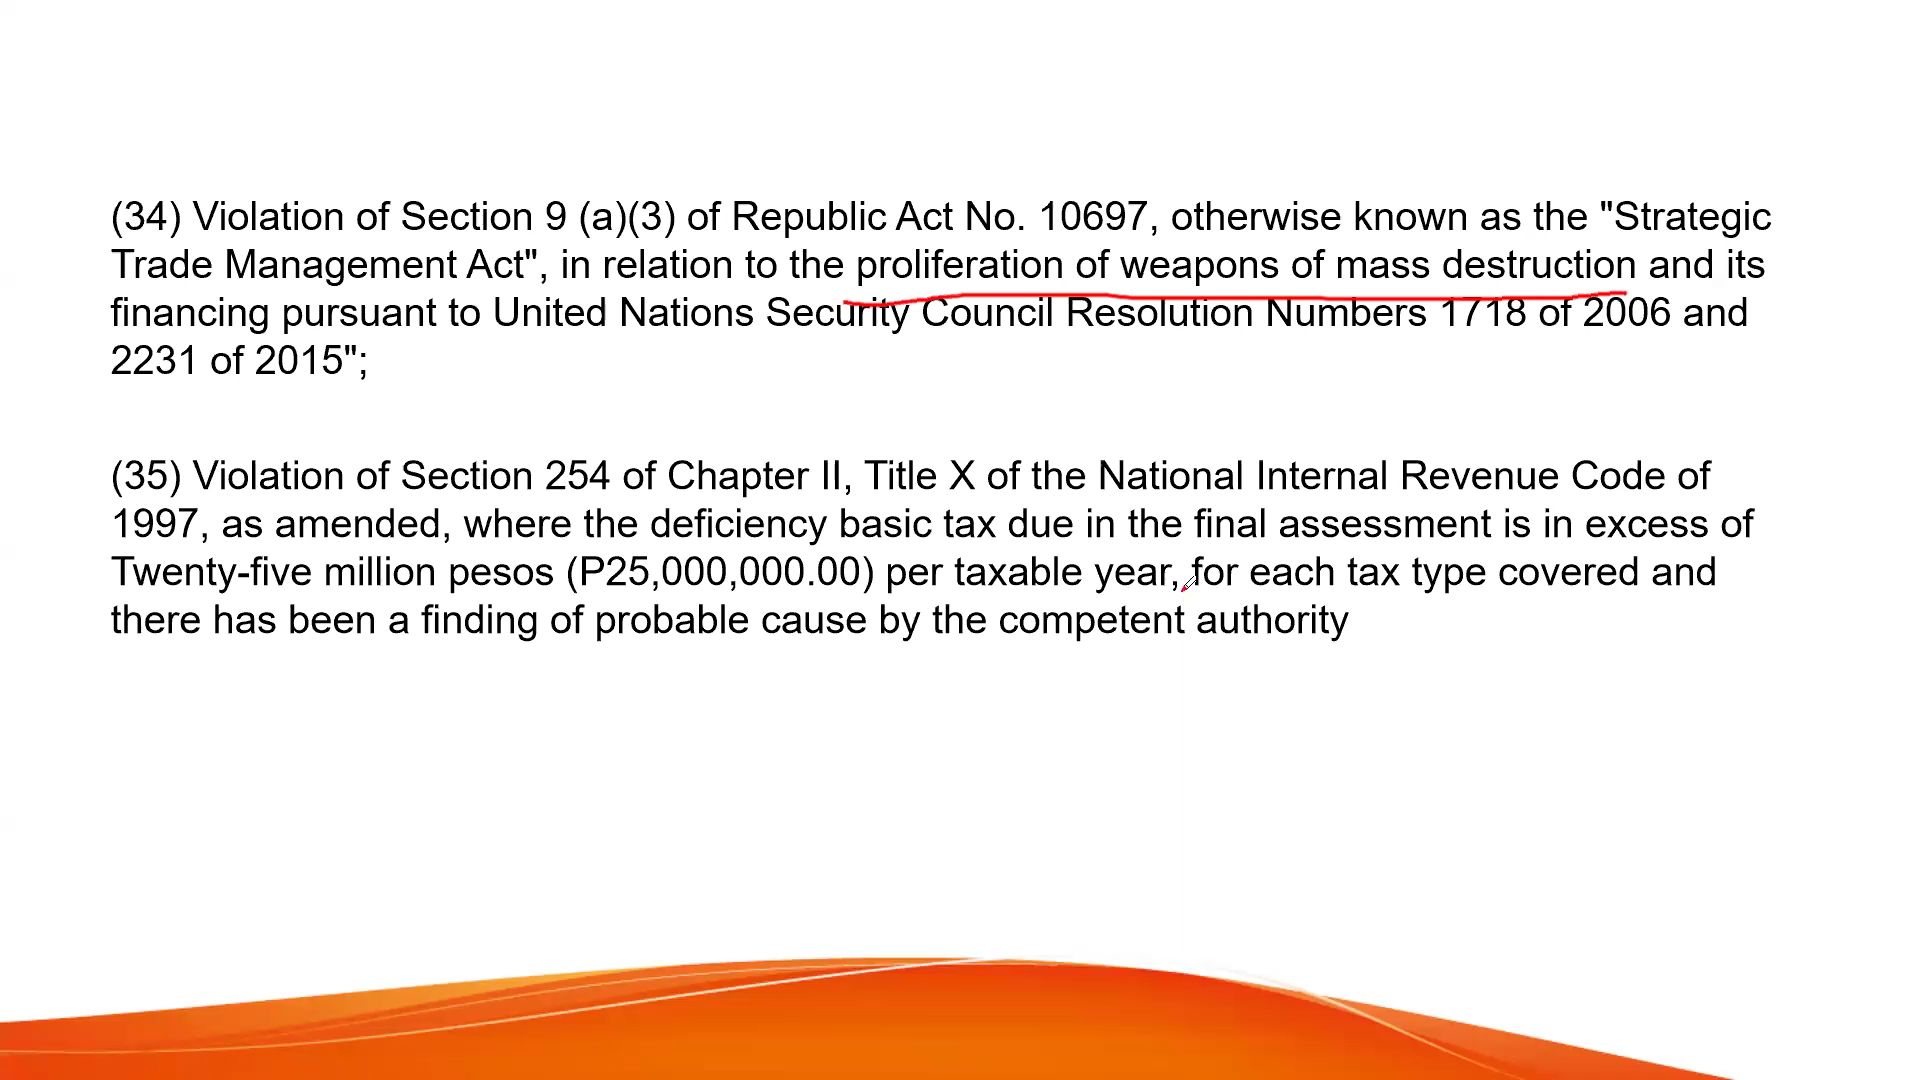 (34) Violation of Section 9 (a)(3) of Republic Act No. 10697, otherwise known as the "Strategic
Trade Management Act", in relation to the proliferation of weapons of mass destruction and its
financing pursuant to United Nations Security Council Resolution Numbers 1718 of 2006 and
2231 of 2015";
(35) Violation of Section 254 of Chapter II, Title X of the National Internal Revenue Code of
1997, as amended, where the deficiency basic tax due in the final assessment is in excess of
Twenty-five million pesos (P25,000,000.00) per taxable year, for each tax type covered and
there has been a finding of probable cause by the competent authority